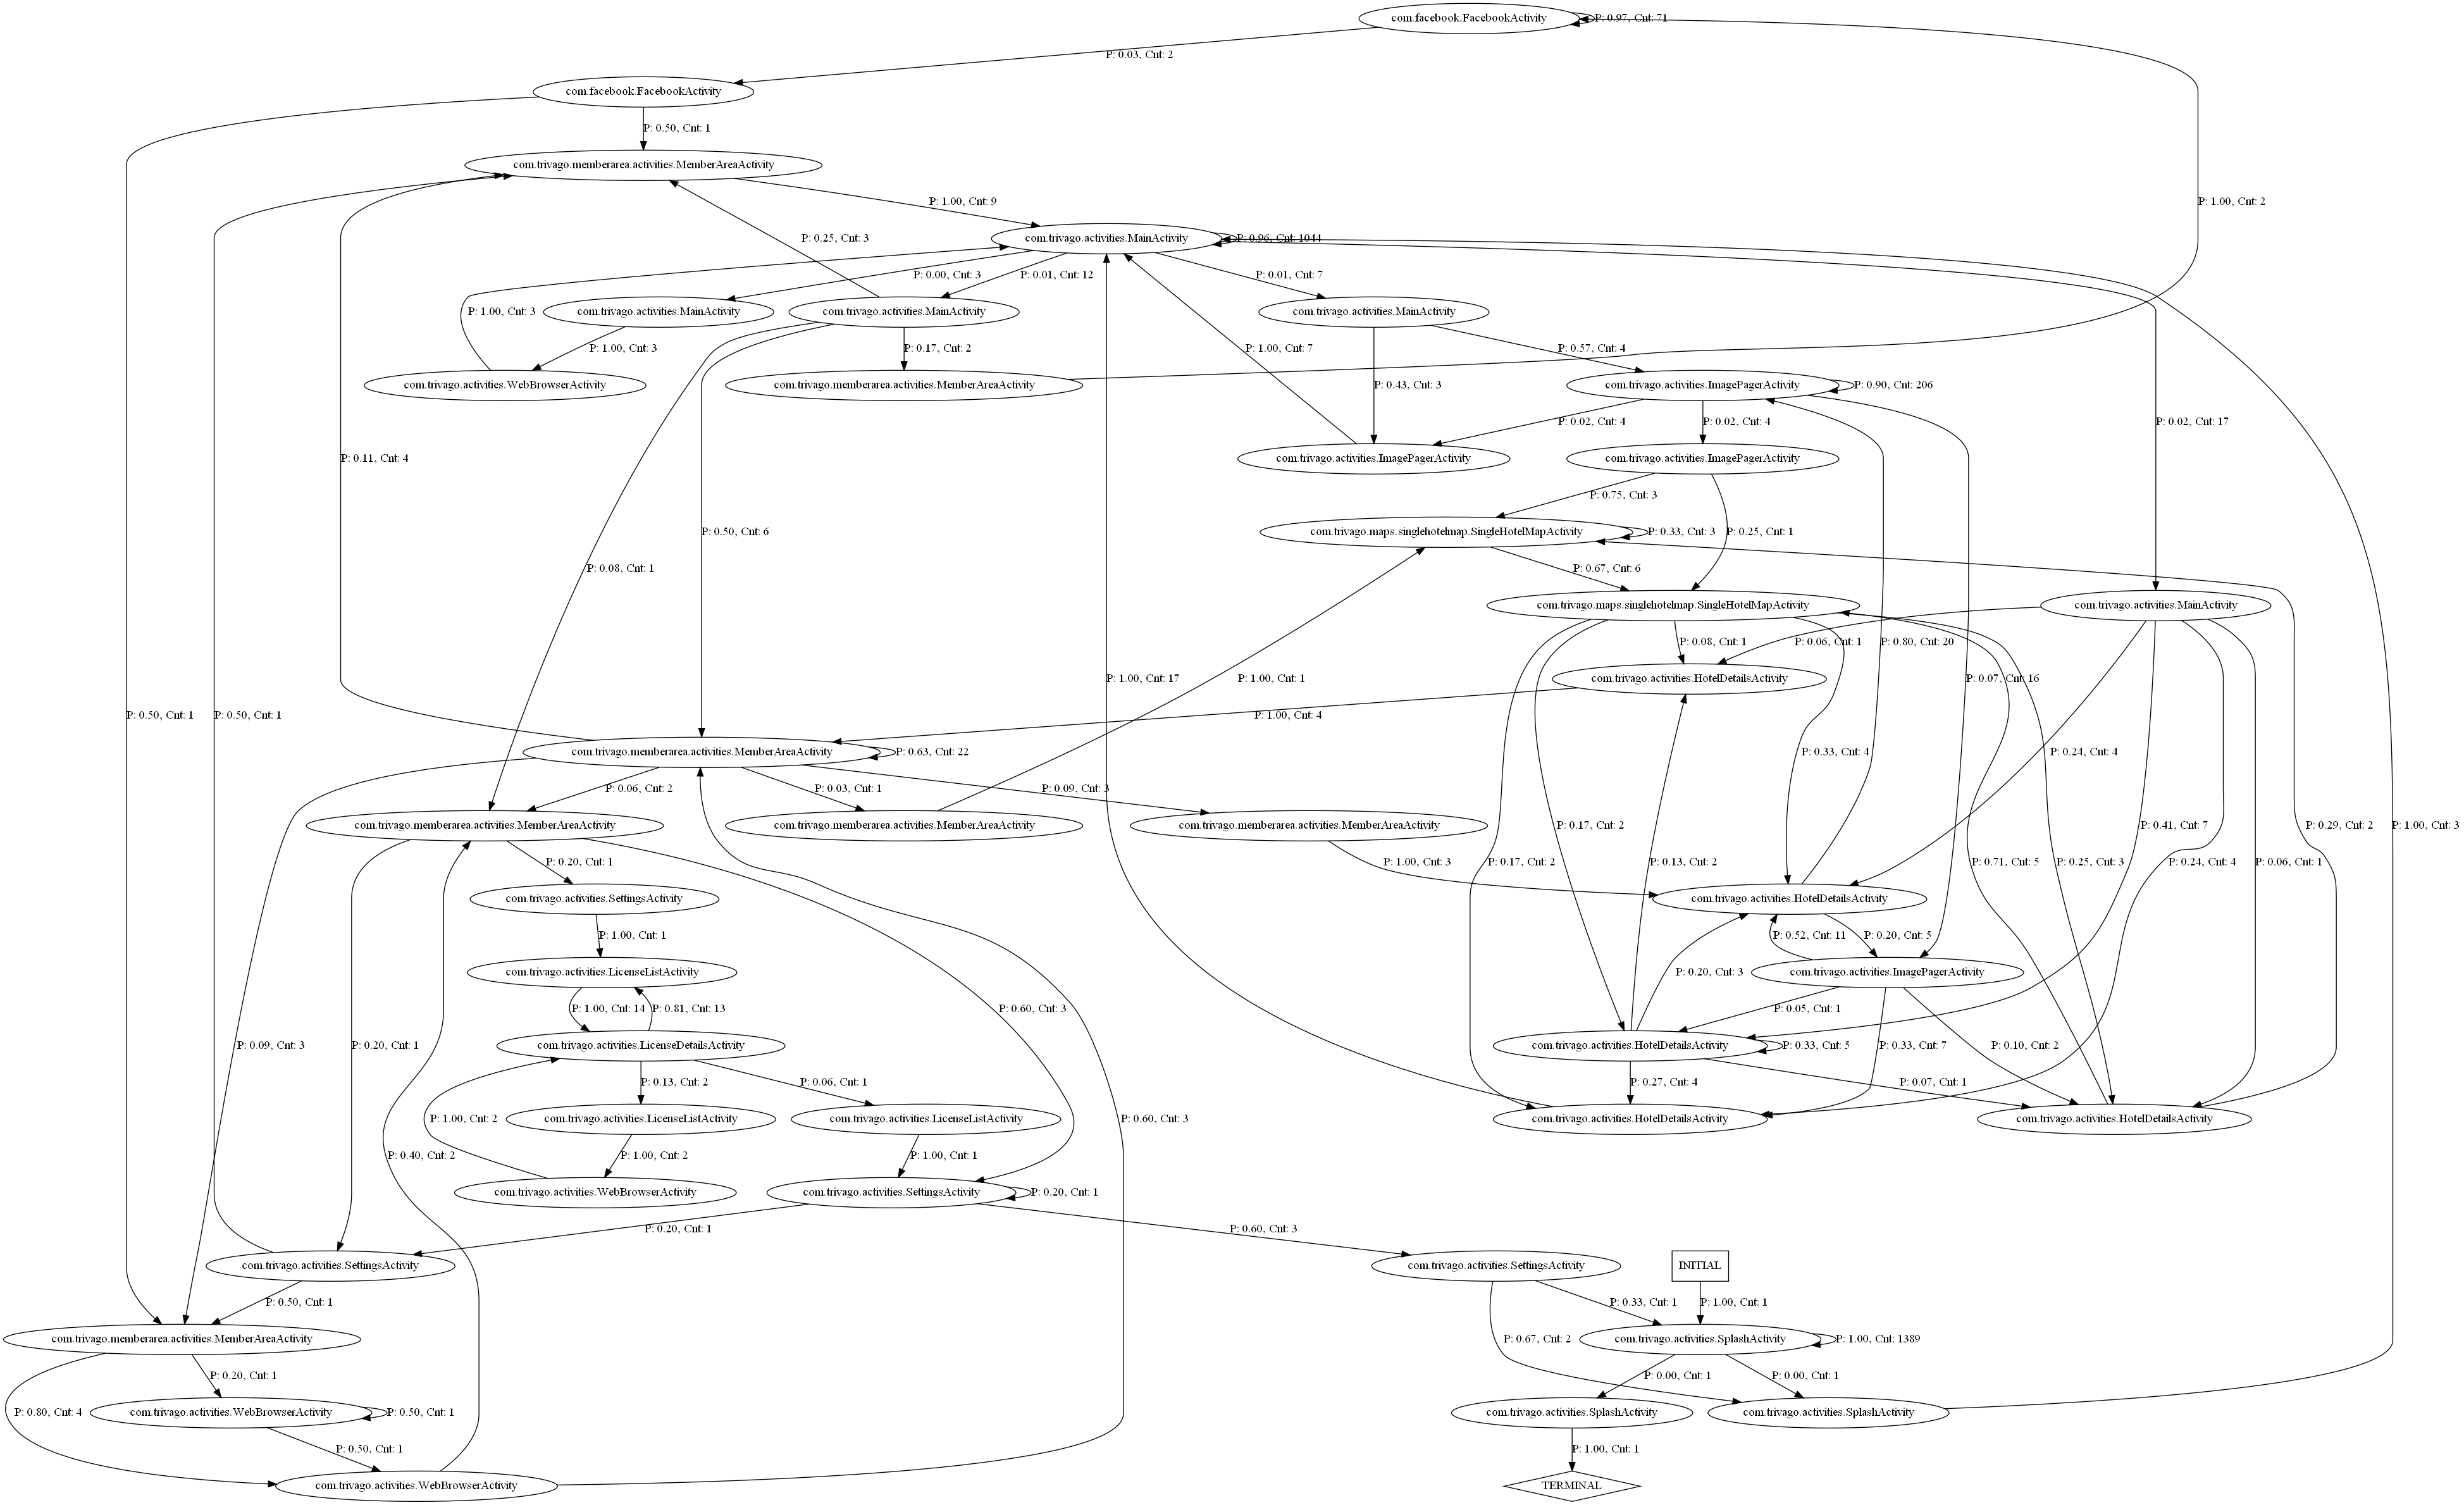 com.facebook.FacebookActivity
P: 0.97, Cnt: 71
P: 0.03, Cnt: 2
com.facebook.FacebookActivity
P: 0.50, Cnt: 1
com.trivago.memberarea.activities.MemberAreaActivity
P: 1.00, Cnt: 9
P: 1.00, Cnt: 2
P: 0.25, Cnt: 3
com.trivago.activities.MainActivity
P: 0.96, Cnt: 1044
P: 0.00, Cnt: 3
P: 0.01, Cnt: 12
P: 0.01, Cnt: 7
P: 1.00, Cnt: 3
com.trivago.activities.MainActivity
com.trivago.activities.MainActivity
com.trivago.activities.MainActivity
P: 1.00, Cnt: 3
P: 0.17, Cnt: 2
P: 1.00, Cnt: 7
P: 0.57, Cnt: 4
com.trivago.activities.WebBrowserActivity
com.trivago.memberarea.activities.MemberAreaActivity
P: 0.43, Cnt: 3
com.trivago.activities.ImagePagerActivity
P: 0.90, Cnt: 206
P: 0.02, Cnt: 4
P: 0.02, Cnt: 4
P: 0.02, Cnt: 17
P: 0.11, Cnt: 4
com.trivago.activities.ImagePagerActivity
com.trivago.activities.ImagePagerActivity
P: 0.75, Cnt: 3
P: 0.50, Cnt: 6
com.trivago.maps.singlehotelmap.SingleHotelMapActivity
P: 0.33, Cnt: 3
P: 0.25, Cnt: 1
P: 0.08, Cnt: 1
P: 0.67, Cnt: 6
com.trivago.maps.singlehotelmap.SingleHotelMapActivity
com.trivago.activities.MainActivity
P: 0.08, Cnt: 1
P: 0.80, Cnt: 20
P: 0.06, Cnt: 1
P: 1.00, Cnt: 17
P: 1.00, Cnt: 1
com.trivago.activities.HotelDetailsActivity
P: 0.07, Cnt: 16
P: 0.50, Cnt: 1
P: 0.50, Cnt: 1
P: 1.00, Cnt: 4
com.trivago.memberarea.activities.MemberAreaActivity
P: 0.63, Cnt: 22
P: 0.33, Cnt: 4
P: 0.24, Cnt: 4
P: 0.06, Cnt: 2
P: 0.03, Cnt: 1
P: 0.09, Cnt: 3
com.trivago.memberarea.activities.MemberAreaActivity
com.trivago.memberarea.activities.MemberAreaActivity
com.trivago.memberarea.activities.MemberAreaActivity
P: 0.17, Cnt: 2
P: 0.41, Cnt: 7
P: 0.29, Cnt: 2
P: 1.00, Cnt: 3
P: 0.20, Cnt: 1
P: 1.00, Cnt: 3
P: 0.17, Cnt: 2
P: 0.13, Cnt: 2
P: 0.71, Cnt: 5
P: 0.25, Cnt: 3
P: 0.24, Cnt: 4
P: 0.06, Cnt: 1
com.trivago.activities.SettingsActivity
com.trivago.activities.HotelDetailsActivity
P: 1.00, Cnt: 1
P: 0.52, Cnt: 11
P: 0.20, Cnt: 5
com.trivago.activities.LicenseListActivity
P: 0.20, Cnt: 3
com.trivago.activities.ImagePagerActivity
P: 1.00, Cnt: 14
P: 0.81, Cnt: 13
P: 0.60, Cnt: 3
P: 0.05, Cnt: 1
P: 0.09, Cnt: 3
P: 0.20, Cnt: 1
com.trivago.activities.LicenseDetailsActivity
com.trivago.activities.HotelDetailsActivity
P: 0.33, Cnt: 5
P: 0.33, Cnt: 7
P: 0.10, Cnt: 2
P: 0.13, Cnt: 2
P: 0.06, Cnt: 1
P: 0.27, Cnt: 4
P: 0.07, Cnt: 1
P: 1.00, Cnt: 2
com.trivago.activities.LicenseListActivity
com.trivago.activities.LicenseListActivity
P: 0.60, Cnt: 3
com.trivago.activities.HotelDetailsActivity
com.trivago.activities.HotelDetailsActivity
P: 0.40, Cnt: 2
P: 1.00, Cnt: 2
P: 1.00, Cnt: 1
com.trivago.activities.WebBrowserActivity
com.trivago.activities.SettingsActivity
P: 0.20, Cnt: 1
P: 0.20, Cnt: 1
P: 0.60, Cnt: 3
com.trivago.activities.SettingsActivity
com.trivago.activities.SettingsActivity
INITIAL
P: 0.50, Cnt: 1
P: 0.33, Cnt: 1
P: 1.00, Cnt: 1
com.trivago.memberarea.activities.MemberAreaActivity
P: 0.67, Cnt: 2
com.trivago.activities.SplashActivity
P: 1.00, Cnt: 1389
P: 0.20, Cnt: 1
P: 0.00, Cnt: 1
P: 0.00, Cnt: 1
P: 0.80, Cnt: 4
com.trivago.activities.WebBrowserActivity
P: 0.50, Cnt: 1
com.trivago.activities.SplashActivity
com.trivago.activities.SplashActivity
P: 0.50, Cnt: 1
P: 1.00, Cnt: 1
com.trivago.activities.WebBrowserActivity
TERMINAL